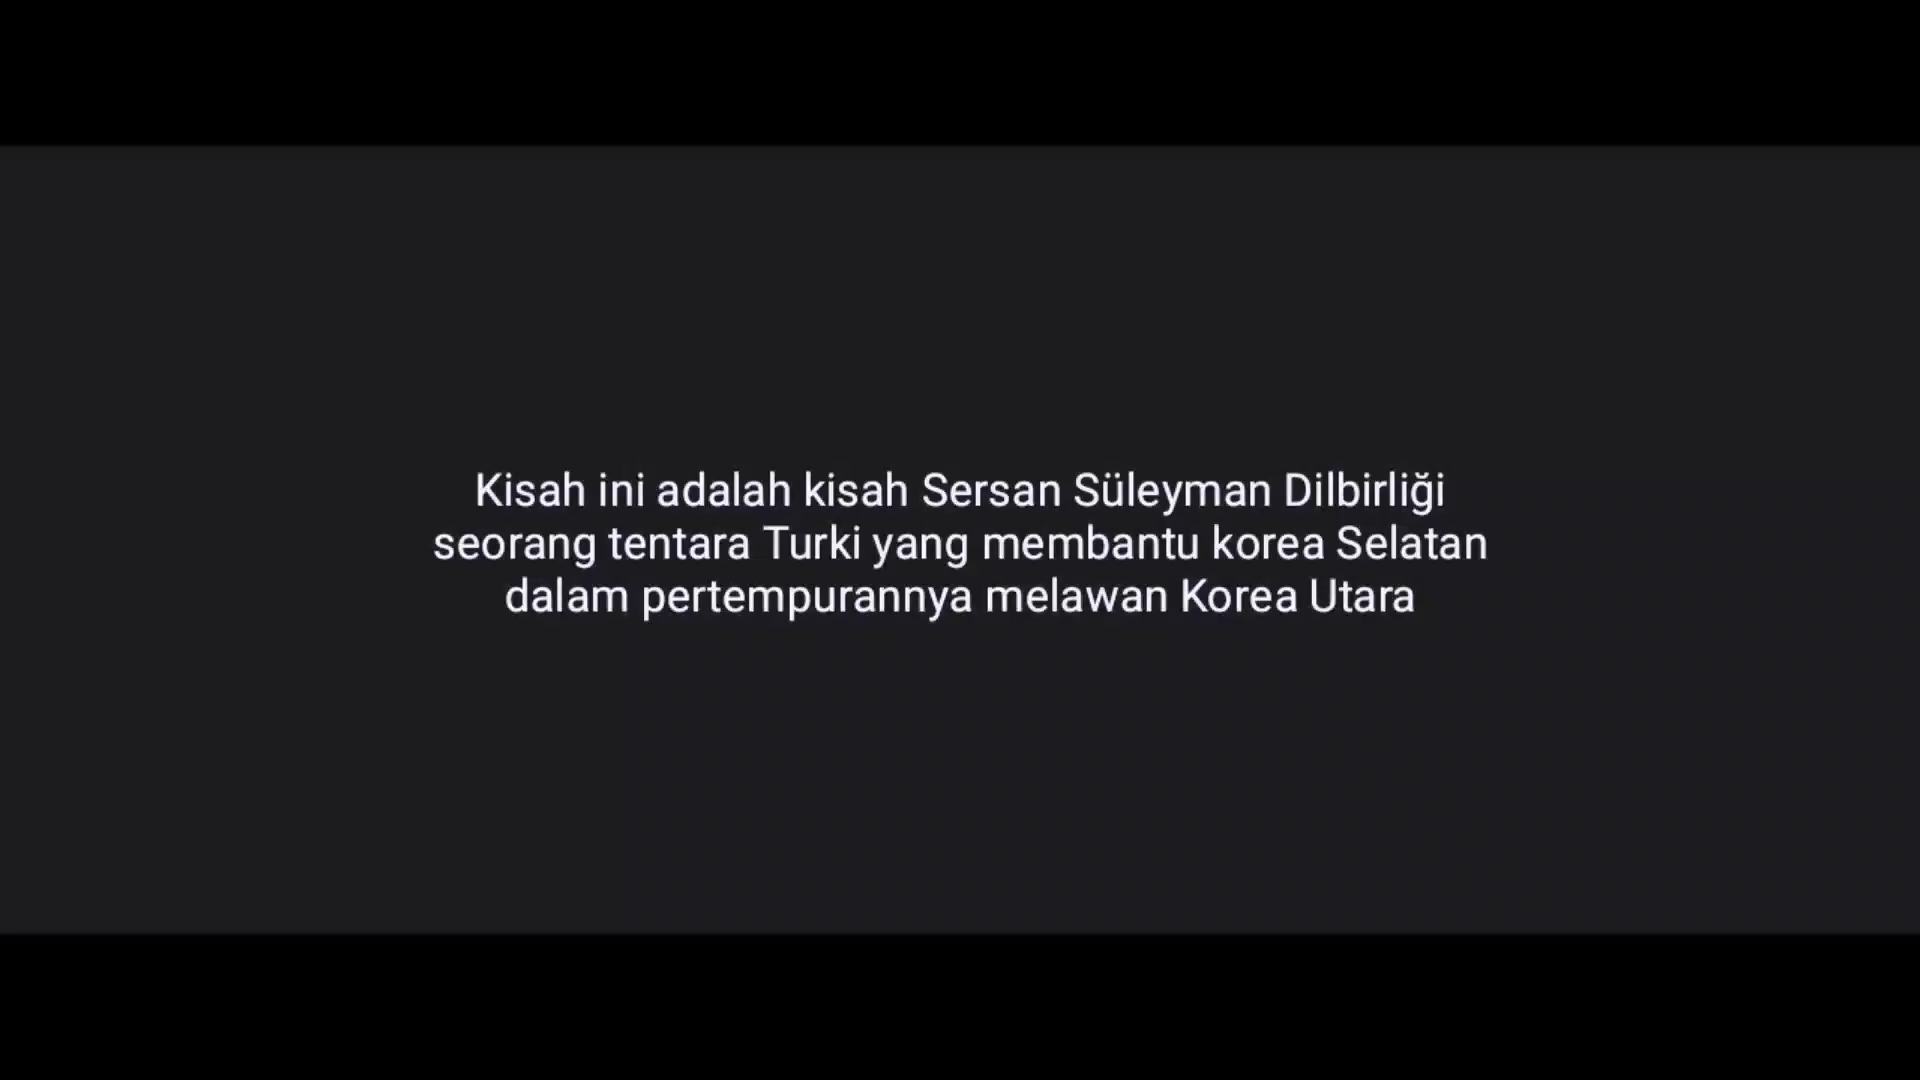 Kisah ini adalah kisah Sersan Süleyman Dilbirliği
seorang tentara Turki yang membantu korea Selatan
dalam pertempurannya melawan Korea Utara